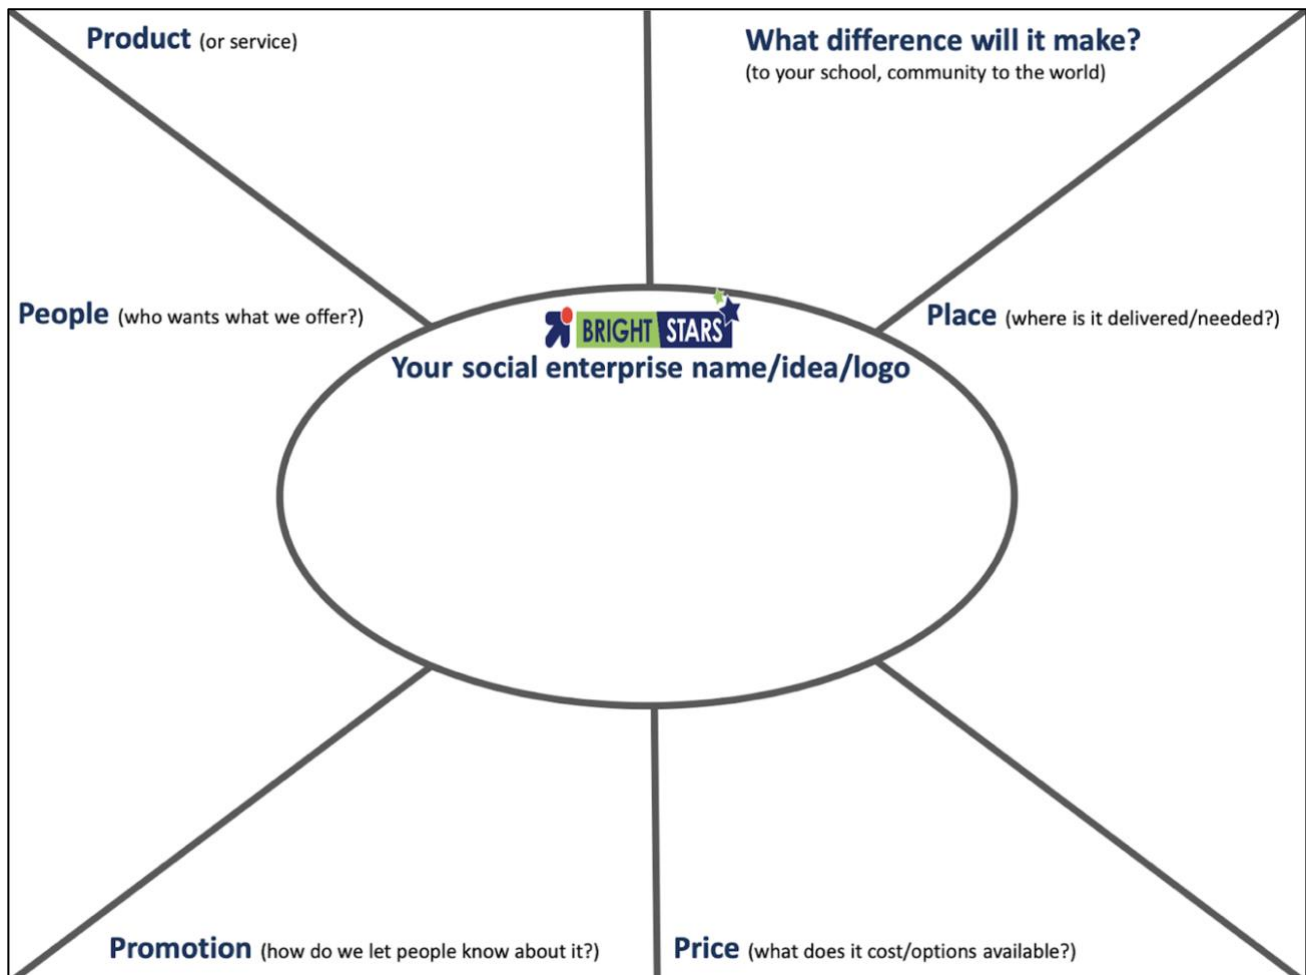 Product (or service)
What difference will it make?
(to your school, community to the world)
People (who wants what we offer?)
Place (where is it delivered/needed?)
BRIGHT STARS
Your social enterprise name/idea/logo
Promotion (how do we let people know about it?)
Price (what does it cost/options available?)